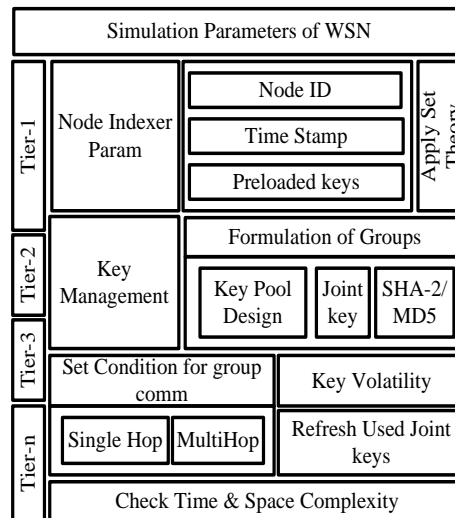 Simulation Parameters of WSN
Tier-1
Node Indexer
Param
Node ID
Time Stamp
Preloaded keys
Apply Set
Theory
Tier-2
Key
Management
Formulation of Groups
Key Pool
Design
Joint
key
SHA-2/
MD5
Tier-3
Set Condition for group
comm
Key Volatility
Tier-n
Single Hop
MultiHop
Refresh Used Joint
keys
Check Time & Space Complexity